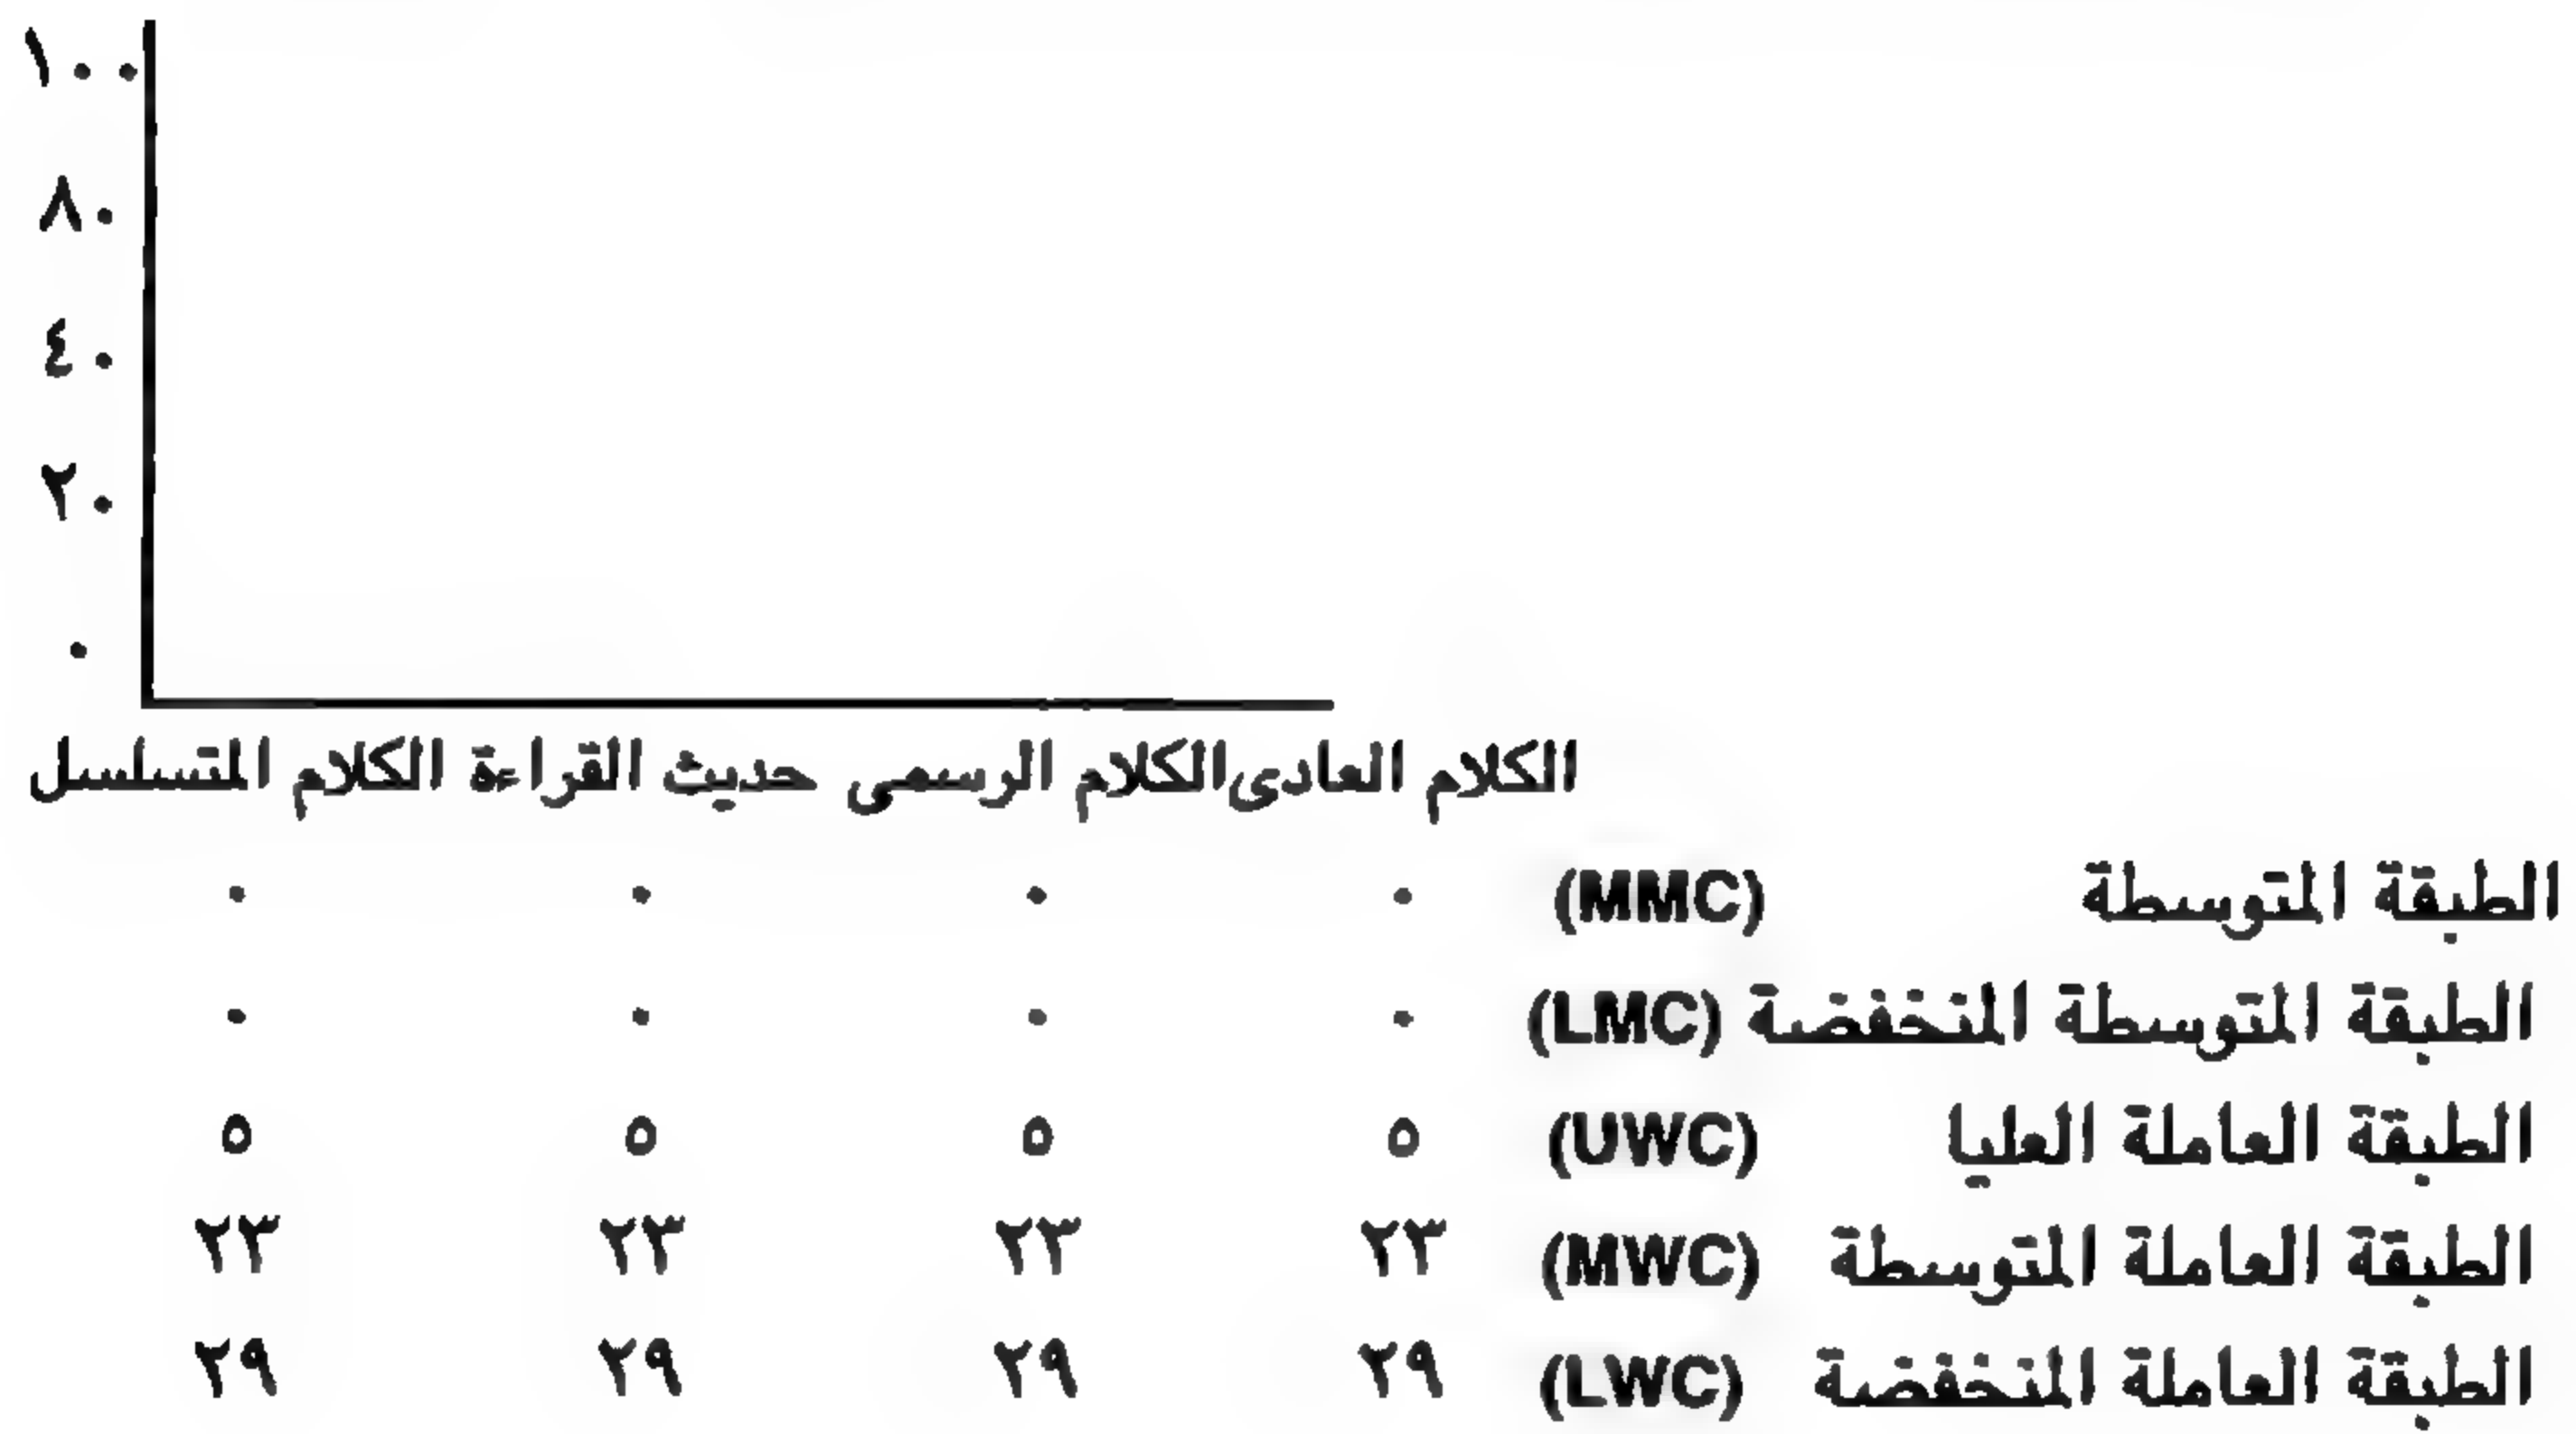 ١٠٠
٨٠
٤٠
٢٠
٠
الكلام العادى الكلام الرسمى حديث القراءة الكلام المتسلسل
الطبقة المتوسطة (MMC) ٠ ٠ ٠ ٠
الطبقة المتوسطة المنخفضة (LMC) ٠ ٠ ٠ ٠
الطبقة العاملة العليا (UWC) ٥ ٥ ٥ ٥
الطبقة العاملة المتوسطة (MWC) ٢٣ ٢٣ ٢٣ ٢٣
الطبقة العاملة المنخفضة (LWC) ٢٩ ٢٩ ٢٩ ٢٩